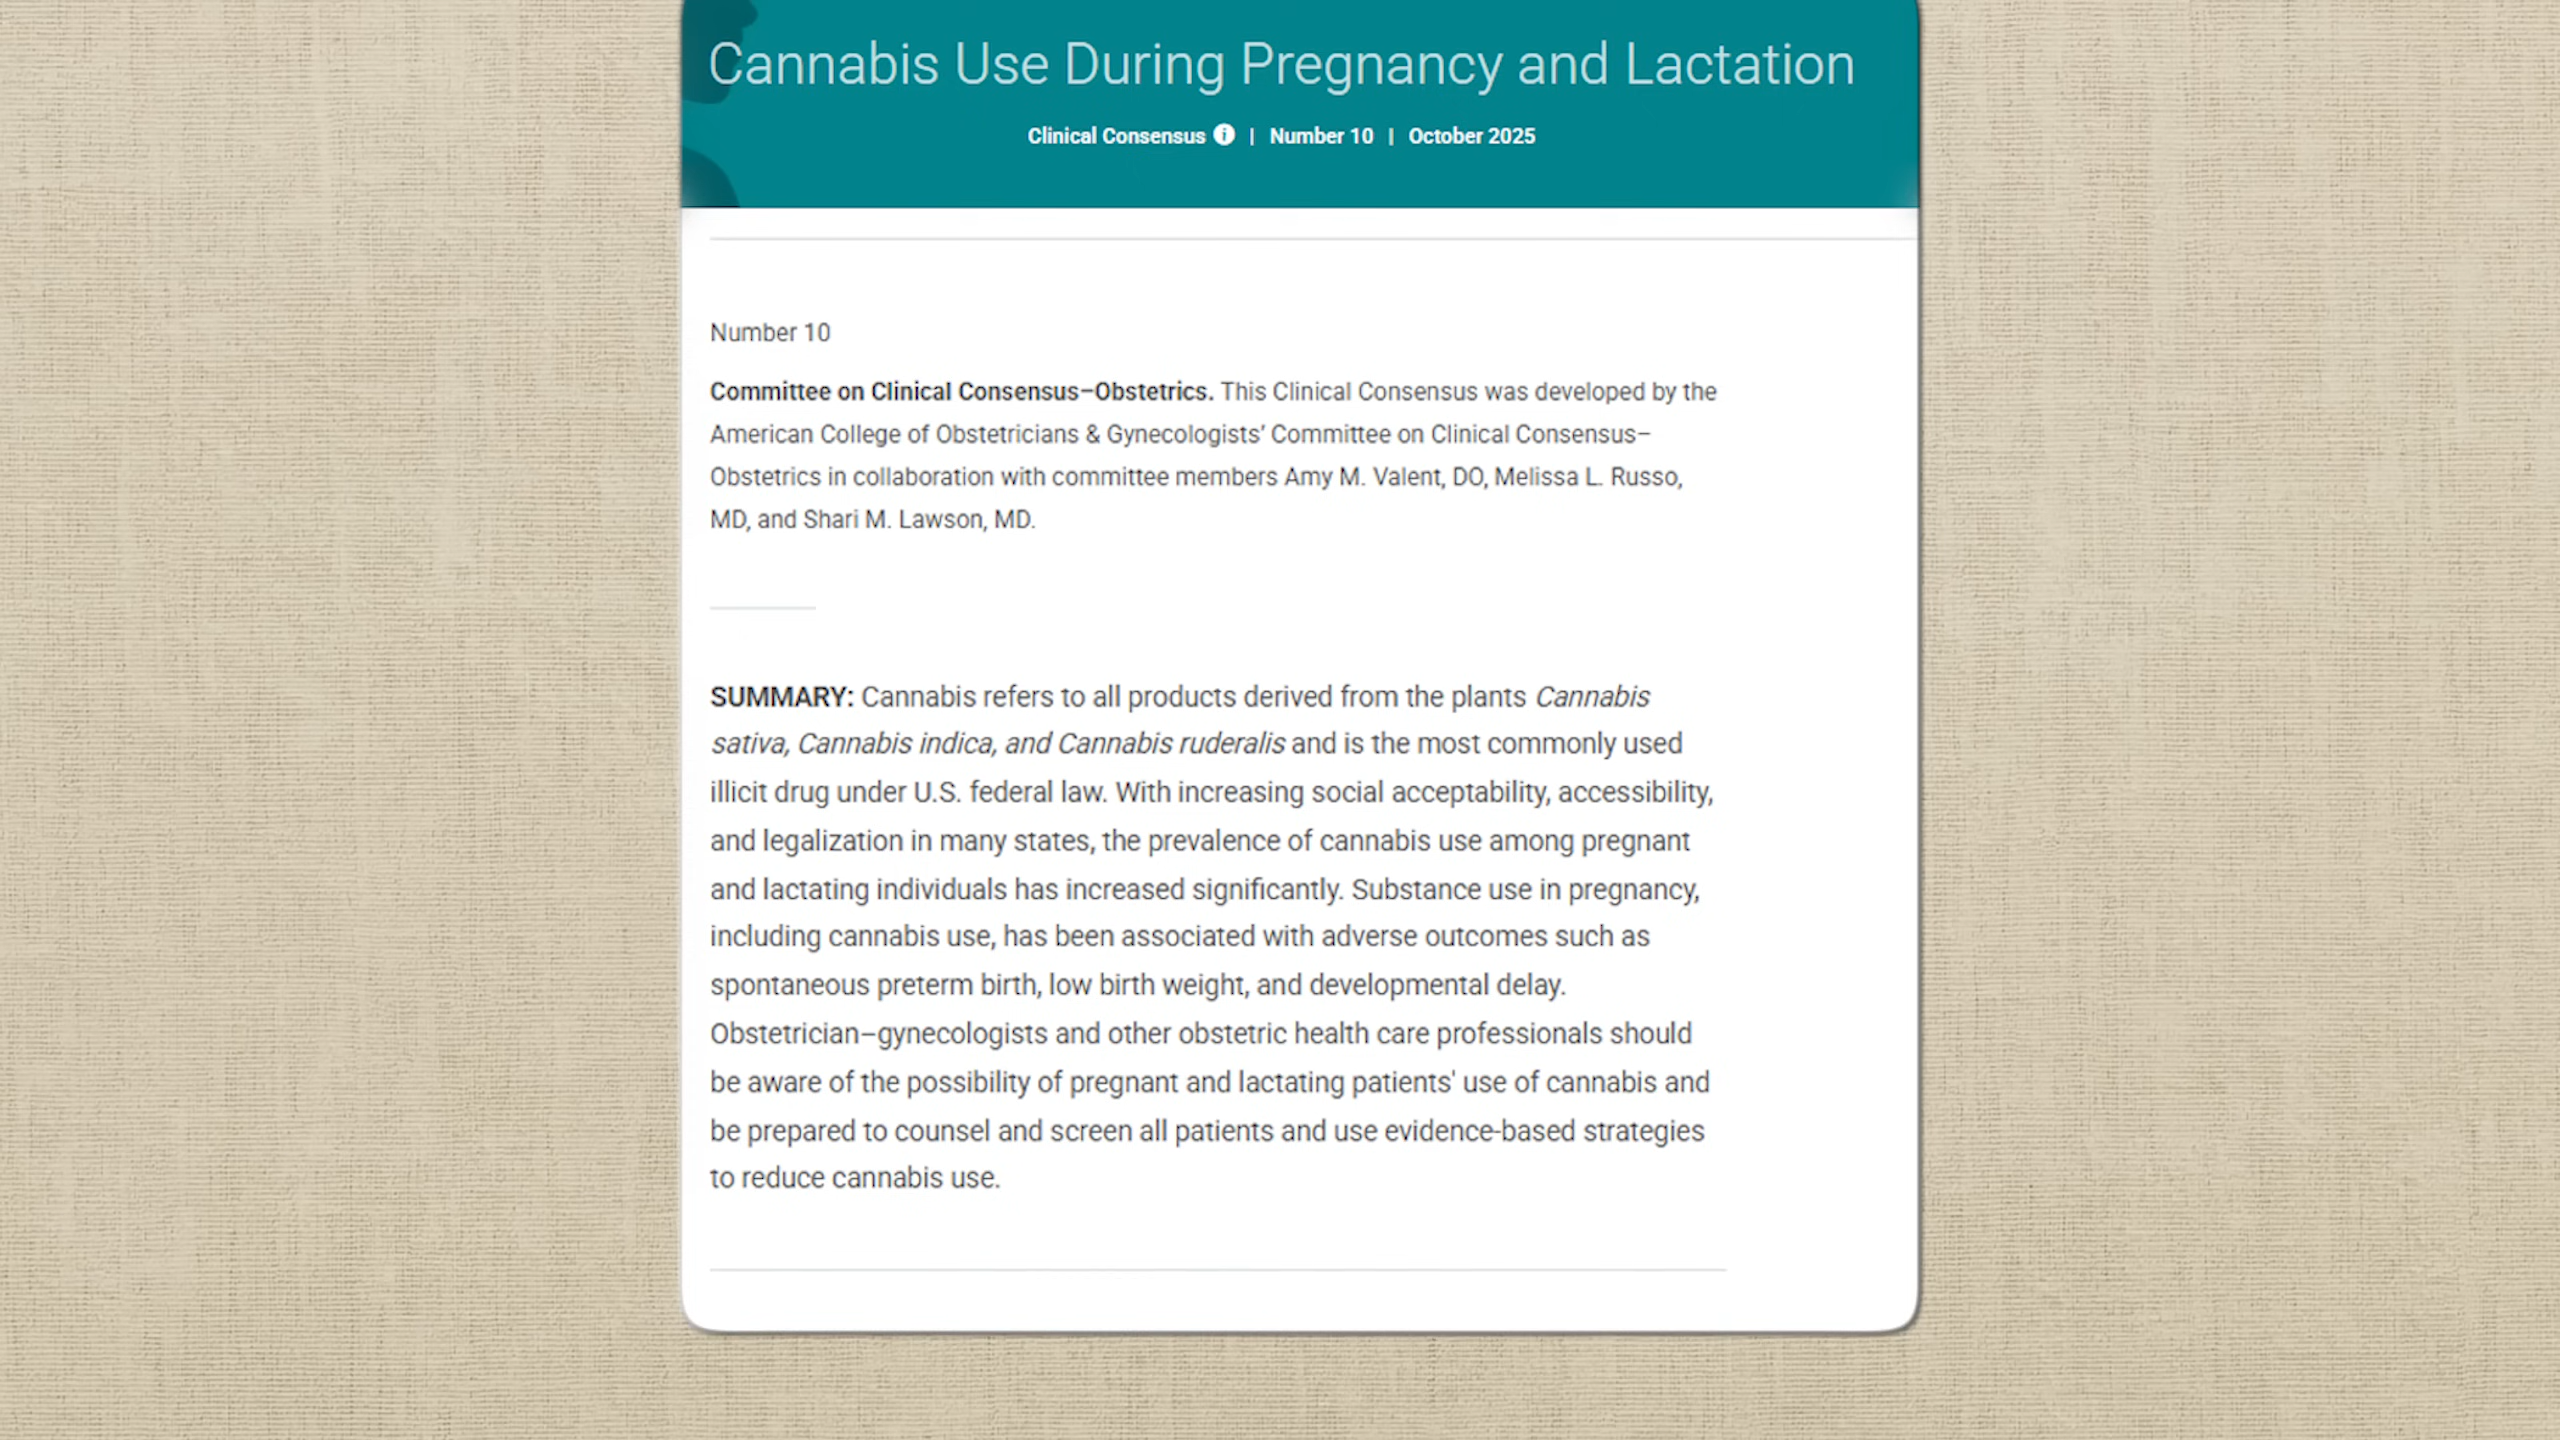 Cannabis Use During Pregnancy and Lactation
Clinical Consensus i | Number 10 | October 2025
Number 10
Committee on Clinical Consensus–Obstetrics. This Clinical Consensus was developed by the
American College of Obstetricians & Gynecologists’ Committee on Clinical Consensus–
Obstetrics in collaboration with committee members Amy M. Valent, DO, Melissa L. Russo,
MD, and Shari M. Lawson, MD.
SUMMARY: Cannabis refers to all products derived from the plants Cannabis
sativa, Cannabis indica, and Cannabis ruderalis and is the most commonly used
illicit drug under U.S. federal law. With increasing social acceptability, accessibility,
and legalization in many states, the prevalence of cannabis use among pregnant
and lactating individuals has increased significantly. Substance use in pregnancy,
including cannabis use, has been associated with adverse outcomes such as
spontaneous preterm birth, low birth weight, and developmental delay.
Obstetrician–gynecologists and other obstetric health care professionals should
be aware of the possibility of pregnant and lactating patients' use of cannabis and
be prepared to counsel and screen all patients and use evidence-based strategies
to reduce cannabis use.